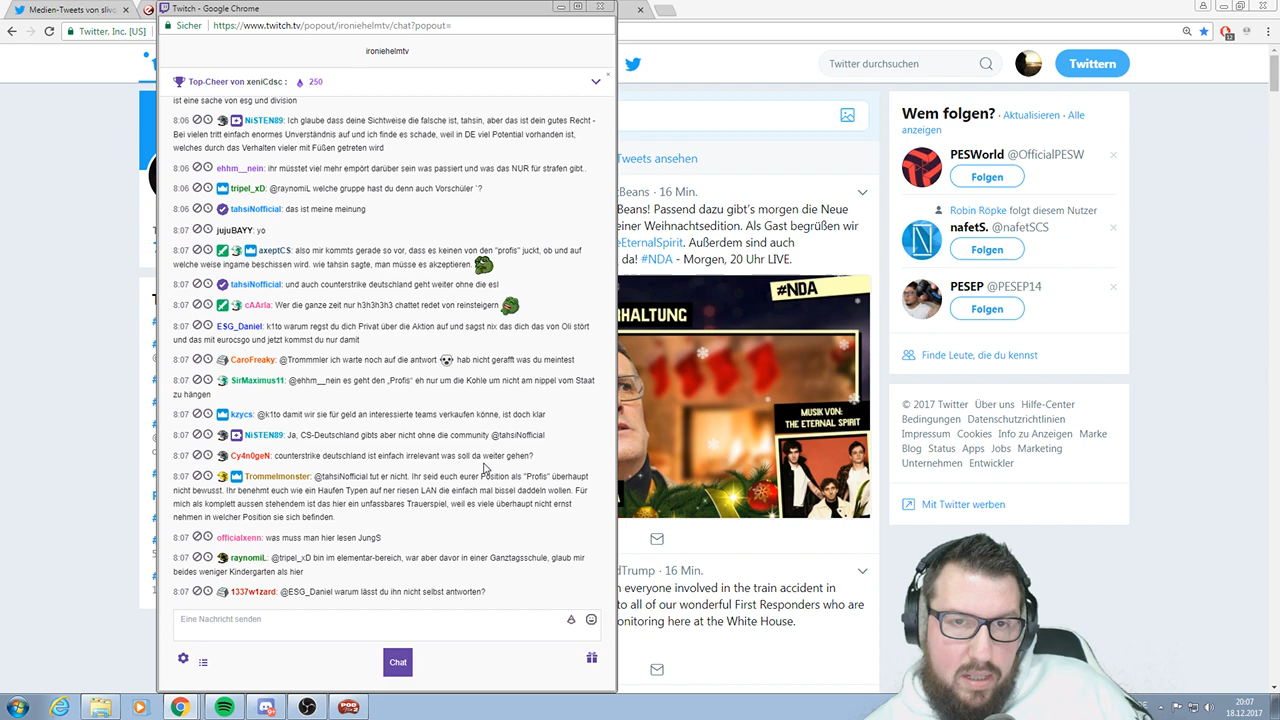 Medien-Tweets von slivo
Twitch - Google Chrome
Sicher
https://www.twitch.tv/popout/ironiehelmtv/chat?popout=
Twitter, Inc. [US]
ironiehelmtv
Twitter durchsuchen
Twittern
Top-Cheer von xeniCdsc : 250
ist eine sache von esg und division
8:06 NiSTEN89: Ich glaube dass deine Sichtweise die falsche ist, tahsin, aber das ist dein gutes Recht -
Bei vielen tritt einfach enormes Unverständnis auf und ich finde es schade, weil in DE viel Potential vorhanden ist,
welches durch das Verhalten vieler mit Füßen getreten wird
8:06 ehhm__nein: ihr müsstet viel mehr empört darüber sein was passiert und was das NUR für strafen gibt..
8:06 tripel_xD: @raynomiL welche gruppe hast du denn auch Vorschüler `?
8:06 tahsiNofficial: das ist meine meinung
8:07 jujuBAYY: yo
8:07 axeptCS: also mir kommts gerade so vor, dass es keinen von den "profis" juckt, ob und auf
welche weise ingame beschissen wird. wie tahsin sagte, man müsse es akzeptieren.
8:07 tahsiNofficial: und auch counterstrike deutschland geht weiter ohne die esl
8:07 cAArla: Wer die ganze zeit nur h3h3h3h3 chattet redet von reinsteigern
8:07 ESG_Daniel: k1to warum regst du dich Privat über die Aktion auf und sagst nix das dich das von Oli stört
und das mit eurocsgo und jetzt kommst du nur damit
8:07 CaroFreaky: @Trommmler ich warte noch auf die antwort hab nicht gerafft was du meintest
8:07 SirMaximus11: @ehhm__nein es geht den „Profis“ eh nur um die Kohle um nicht am nippel vom Staat
zu hängen
8:07 kzycs: @k1to damit wir sie für geld an interessierte teams verkaufen könne, ist doch klar
8:07 NiSTEN89: Ja, CS-Deutschland gibts aber nicht ohne die community @tahsiNofficial
8:07 Cy4n0geN: counterstrike deutschland ist einfach irrelevant was soll da weiter gehen?
8:07 Trommelmonster: @tahsiNofficial tut er nicht. Ihr seid euch eurer Position als "Profis" überhaupt
nicht bewusst. Ihr benehmt euch wie ein Haufen Typen auf ner riesen LAN die einfach mal bissel daddeln wollen. Für
mich als komplett aussen stehendem ist das hier ein unfassbares Trauerspiel, weil es viele überhaupt nicht ernst
nehmen in welcher Position sie sich befinden.
8:07 officialxenn: was muss man hier lesen JungS
8:07 raynomiL: @tripel_xD bin im elementar-bereich, war aber davor in einer Ganztagsschule, glaub mir
beides weniger Kindergarten als hier
8:07 1337w1zard: @ESG_Daniel warum lässt du ihn nicht selbst antworten?
Eine Nachricht senden
Chat
Tweets ansehen
Beans · 16 Min.
Beans! Passend dazu gibt's morgen die Neue
einer Weihnachtsedition. Als Gast begrüßen wir
eEternalSpirit. Außerdem sind auch
da! #NDA - Morgen, 20 Uhr LIVE.
#NDA
HALTUNG
MUSIK VON:
THE ETERNAL SPIRIT
dTrump · 16 Min.
everyone involved in the train accident in
to all of our wonderful First Responders who are
onitoring here at the White House.
Wem folgen? · Aktualisieren · Alle
anzeigen
PESWorld @OfficialPESW
Folgen
Robin Röpke folgt diesem Nutzer
nafetS. @nafetSCS
Folgen
PESEP @PESEP14
Folgen
Finde Leute, die du kennst
© 2017 Twitter Über uns Hilfe-Center
Bedingungen Datenschutzrichtlinien
Impressum Cookies Info zu Anzeigen Marke
Blog Status Apps Jobs Marketing
Unternehmen Entwickler
Mit Twitter werben
20:07
18.12.2017